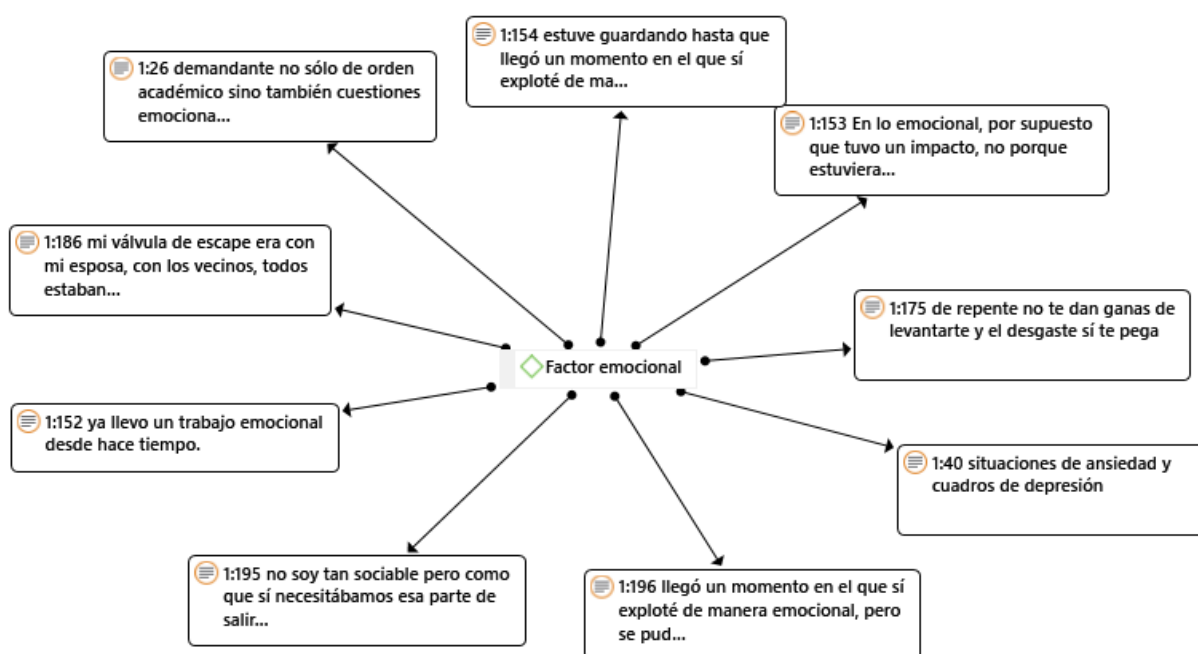 1:154 estuve guardando hasta que
llegó un momento en el que sí
exploté de ma...
1:26 demandante no sólo de orden
académico sino también cuestiones
emociona...
1:153 En lo emocional, por supuesto
que tuvo un impacto, no porque
estuviera...
1:186 mi válvula de escape era con
mi esposa, con los vecinos, todos
estaban...
1:175 de repente no te dan ganas de
levantarte y el desgaste sí te pega
Factor emocional
1:152 ya llevo un trabajo emocional
desde hace tiempo.
1:40 situaciones de ansiedad y
cuadros de depresión
1:195 no soy tan sociable pero como
que sí necesitábamos esa parte de
salir...
1:196 llegó un momento en el que sí
exploté de manera emocional, pero
se pud...